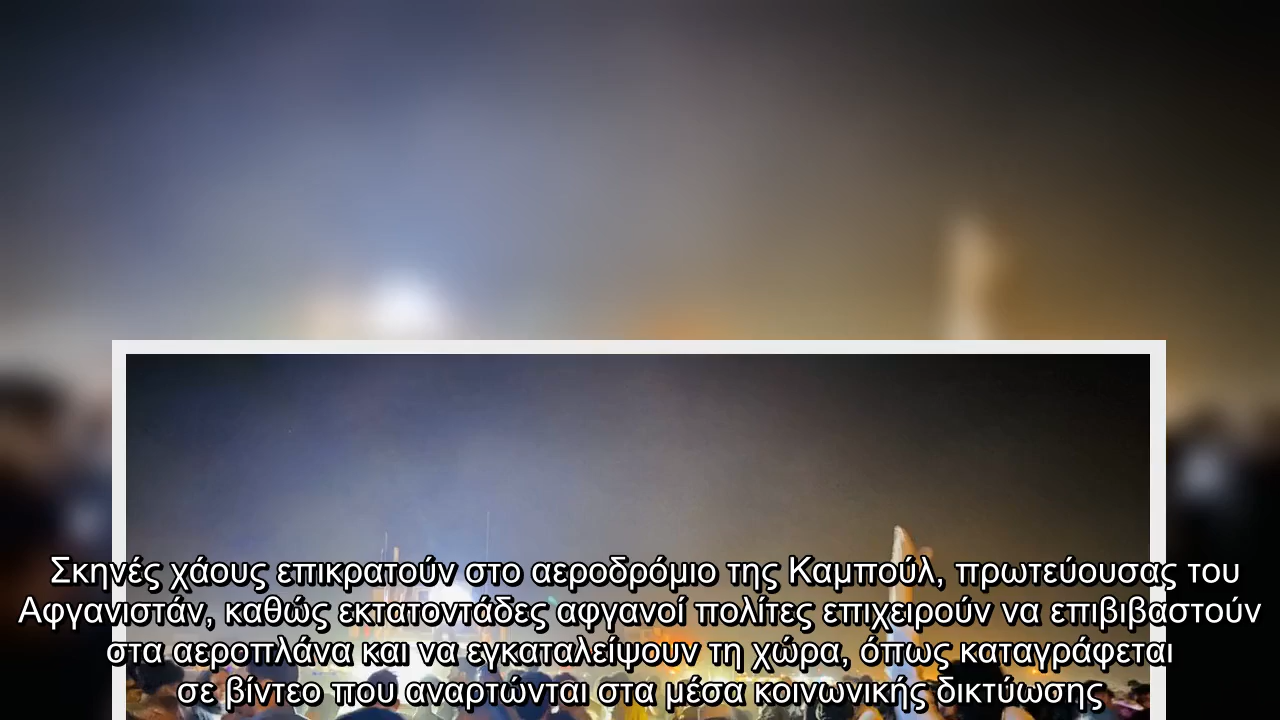 Σκηνές χάους επικρατούν στο αεροδρόμιο της Καμπούλ, πρωτεύουσας του
Αφγανιστάν, καθώς εκτατοντάδες αφγανοί πολίτες επιχειρούν να επιβιβαστούν
στα αεροπλάνα και να εγκαταλείψουν τη χώρα, όπως καταγράφεται
σε βίντεο που αναρτώνται στα μέσα κοινωνικής δικτύωσης